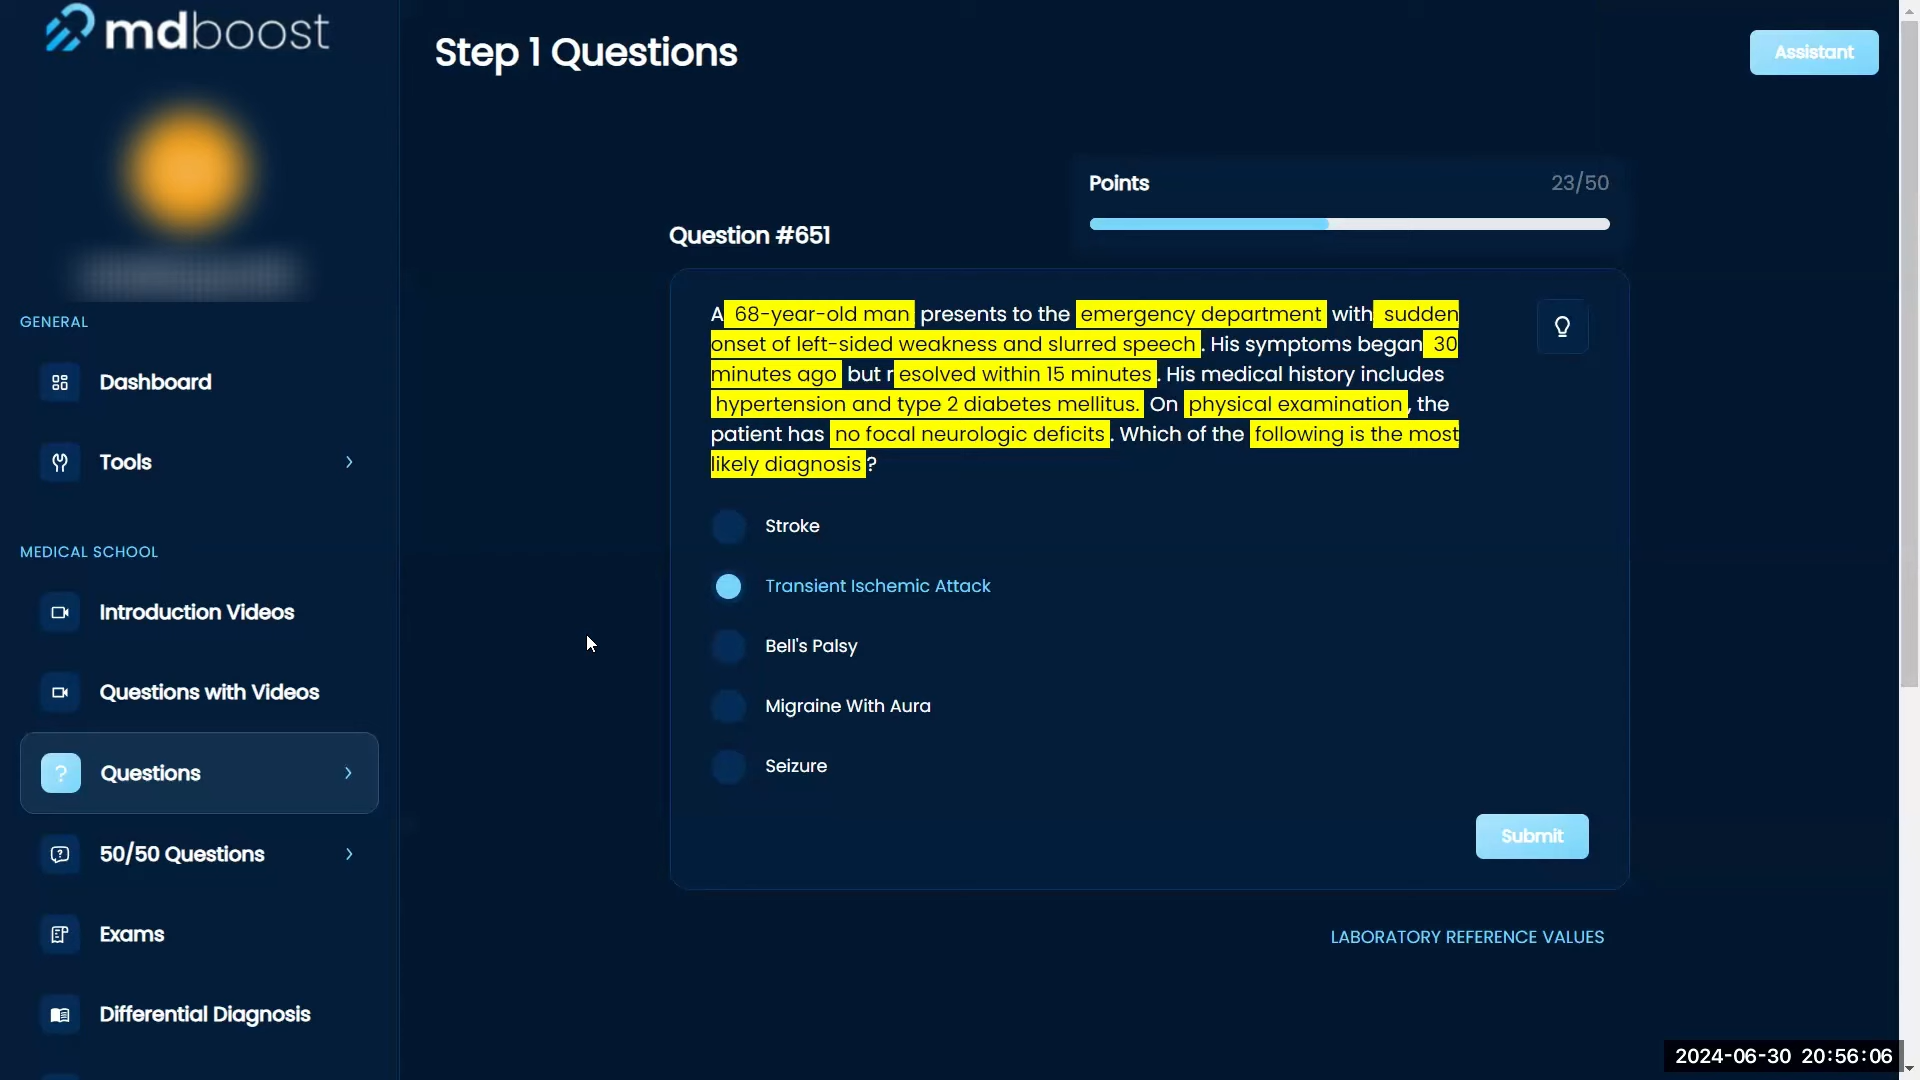 mdboost
Step 1 Questions
Assistant
Points
23/50
Question #651
A 68-year-old man presents to the emergency department with sudden
onset of left-sided weakness and slurred speech. His symptoms began 30
minutes ago but resolved within 15 minutes. His medical history includes
hypertension and type 2 diabetes mellitus. On physical examination, the
patient has no focal neurologic deficits. Which of the following is the most
likely diagnosis?
Stroke
Transient Ischemic Attack
Bell's Palsy
Migraine With Aura
Seizure
Submit
LABORATORY REFERENCE VALUES
GENERAL
Dashboard
Tools
MEDICAL SCHOOL
Introduction Videos
Questions with Videos
Questions
50/50 Questions
Exams
Differential Diagnosis
2024-06-30 20:56:06